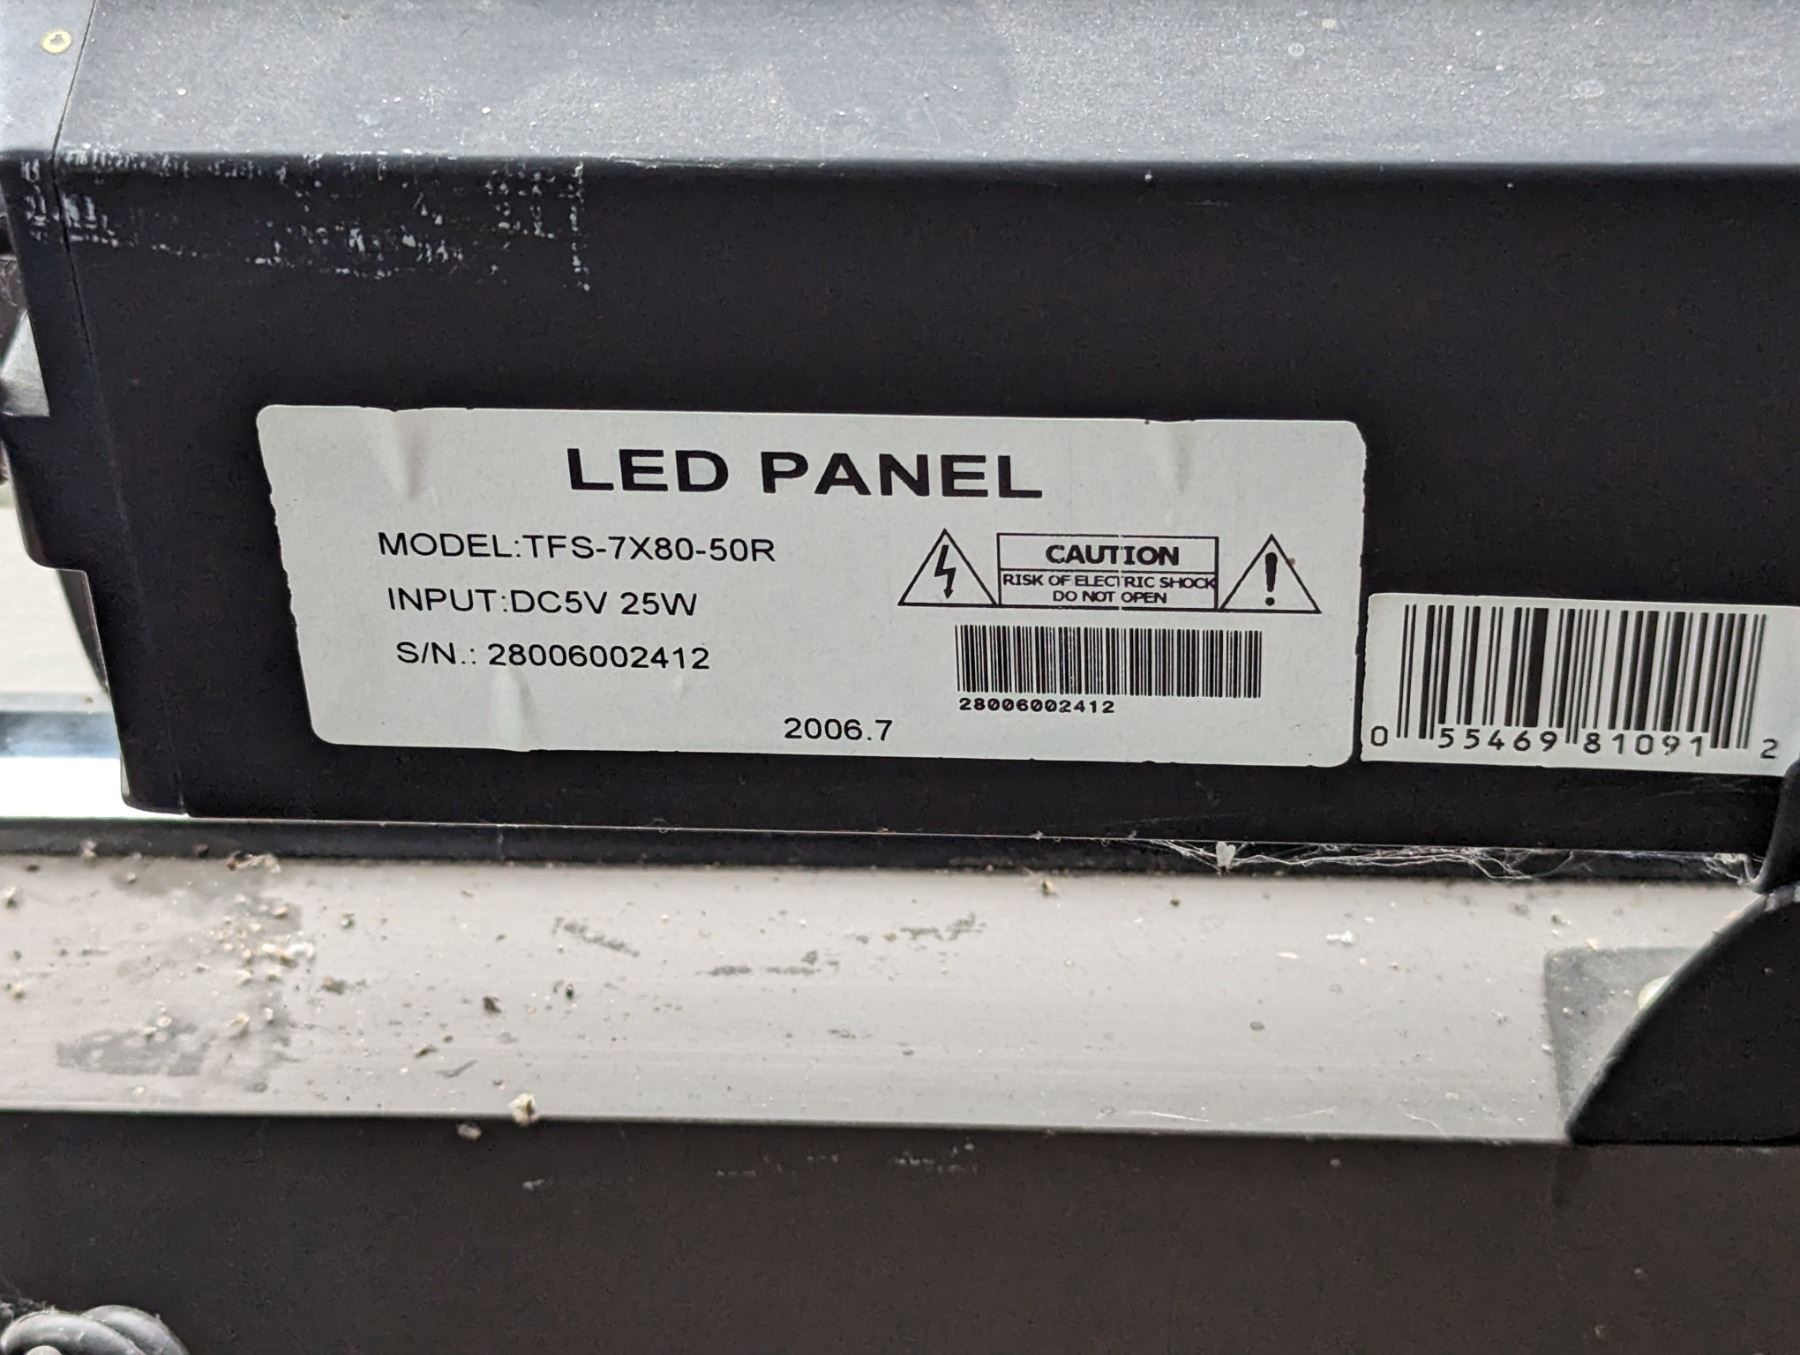 LED PANEL
MODEL:TFS-7X80-50R
INPUT:DC5V 25W
S/N.: 28006002412
CAUTION
RISK OF ELECTRIC SHOCK
DO NOT OPEN
28006002412
2006.7
0 55469 81091 2